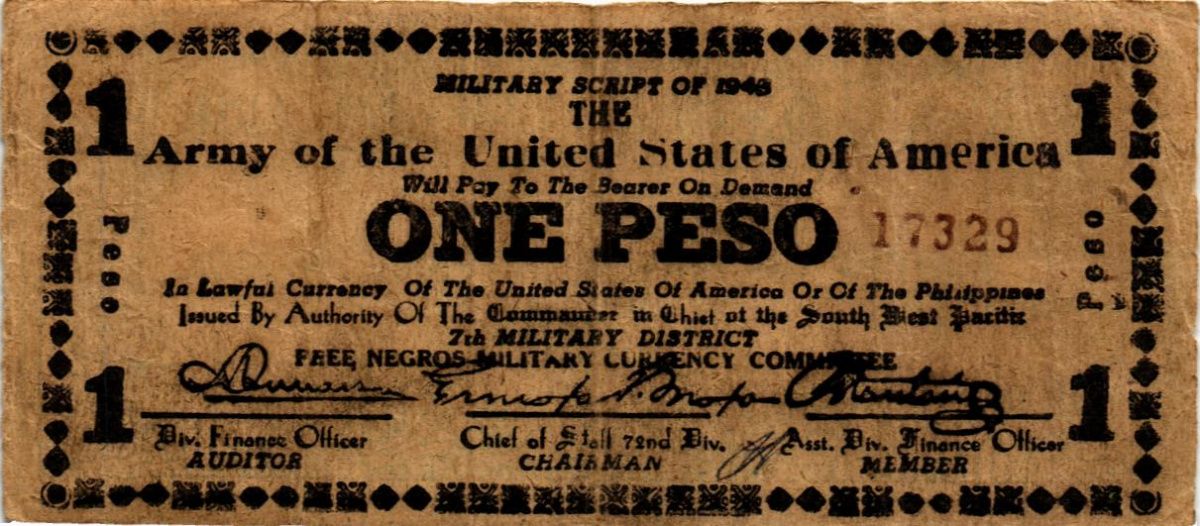 MILITARY SCRIPT OF 1943
THE
1 Army of the United States of America 1
Will Pay To The Bearer On Demand
Peso ONE PESO 17329 Peso
In Lawful Currency Of The United States Of America Or Of The Philippines
Issued By Authority Of The Commander in Chief of the South West Pacific
7th MILITARY DISTRICT
FREE NEGROS MILITARY CURRENCY COMMITTEE
1 1
Div. Finance Officer Chief of Staff 72nd Div. Asst. Div. Finance Officer
AUDITOR CHAIRMAN MEMBER